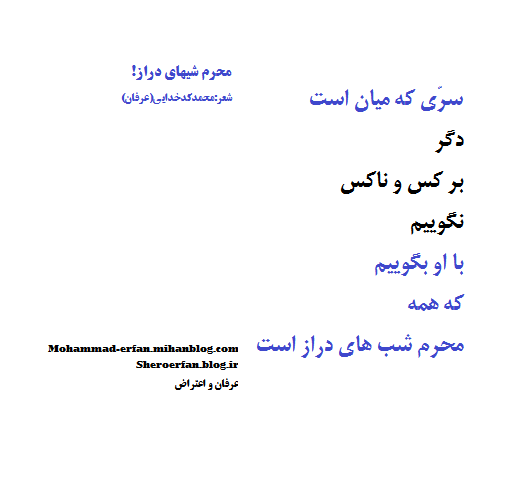 محرم شبهای دراز!
شعر:محمدکدخدایی(عرفان)
سرّی که میان است
دگر
بر کس و ناکس
نگوییم
با او بگوییم
که همه
محرم شب های دراز است
Mohammad-erfan.mihanblog.com
Sheroerfan.blog.ir
عرفان و اعتراض